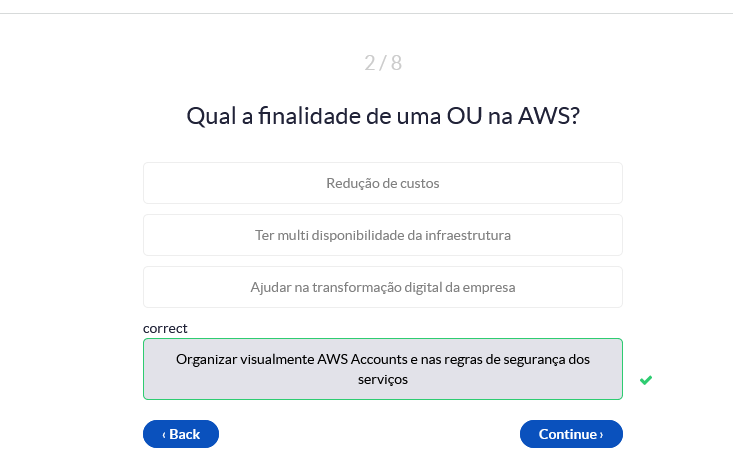 2 / 8
Qual a finalidade de uma OU na AWS?
Redução de custos
Ter multi disponibilidade da infraestrutura
Ajudar na transformação digital da empresa
correct
Organizar visualmente AWS Accounts e nas regras de segurança dos
serviços
‹ Back
Continue ›